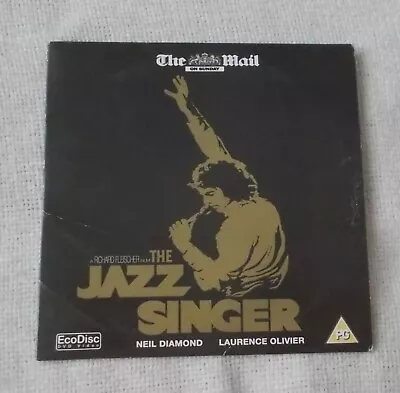 The Mail
ON SUNDAY
A RICHARD FLEISCHER FILM THE
JAZZ
SINGER
EcoDisc
DVD Video
NEIL DIAMOND LAURENCE OLIVIER
PG